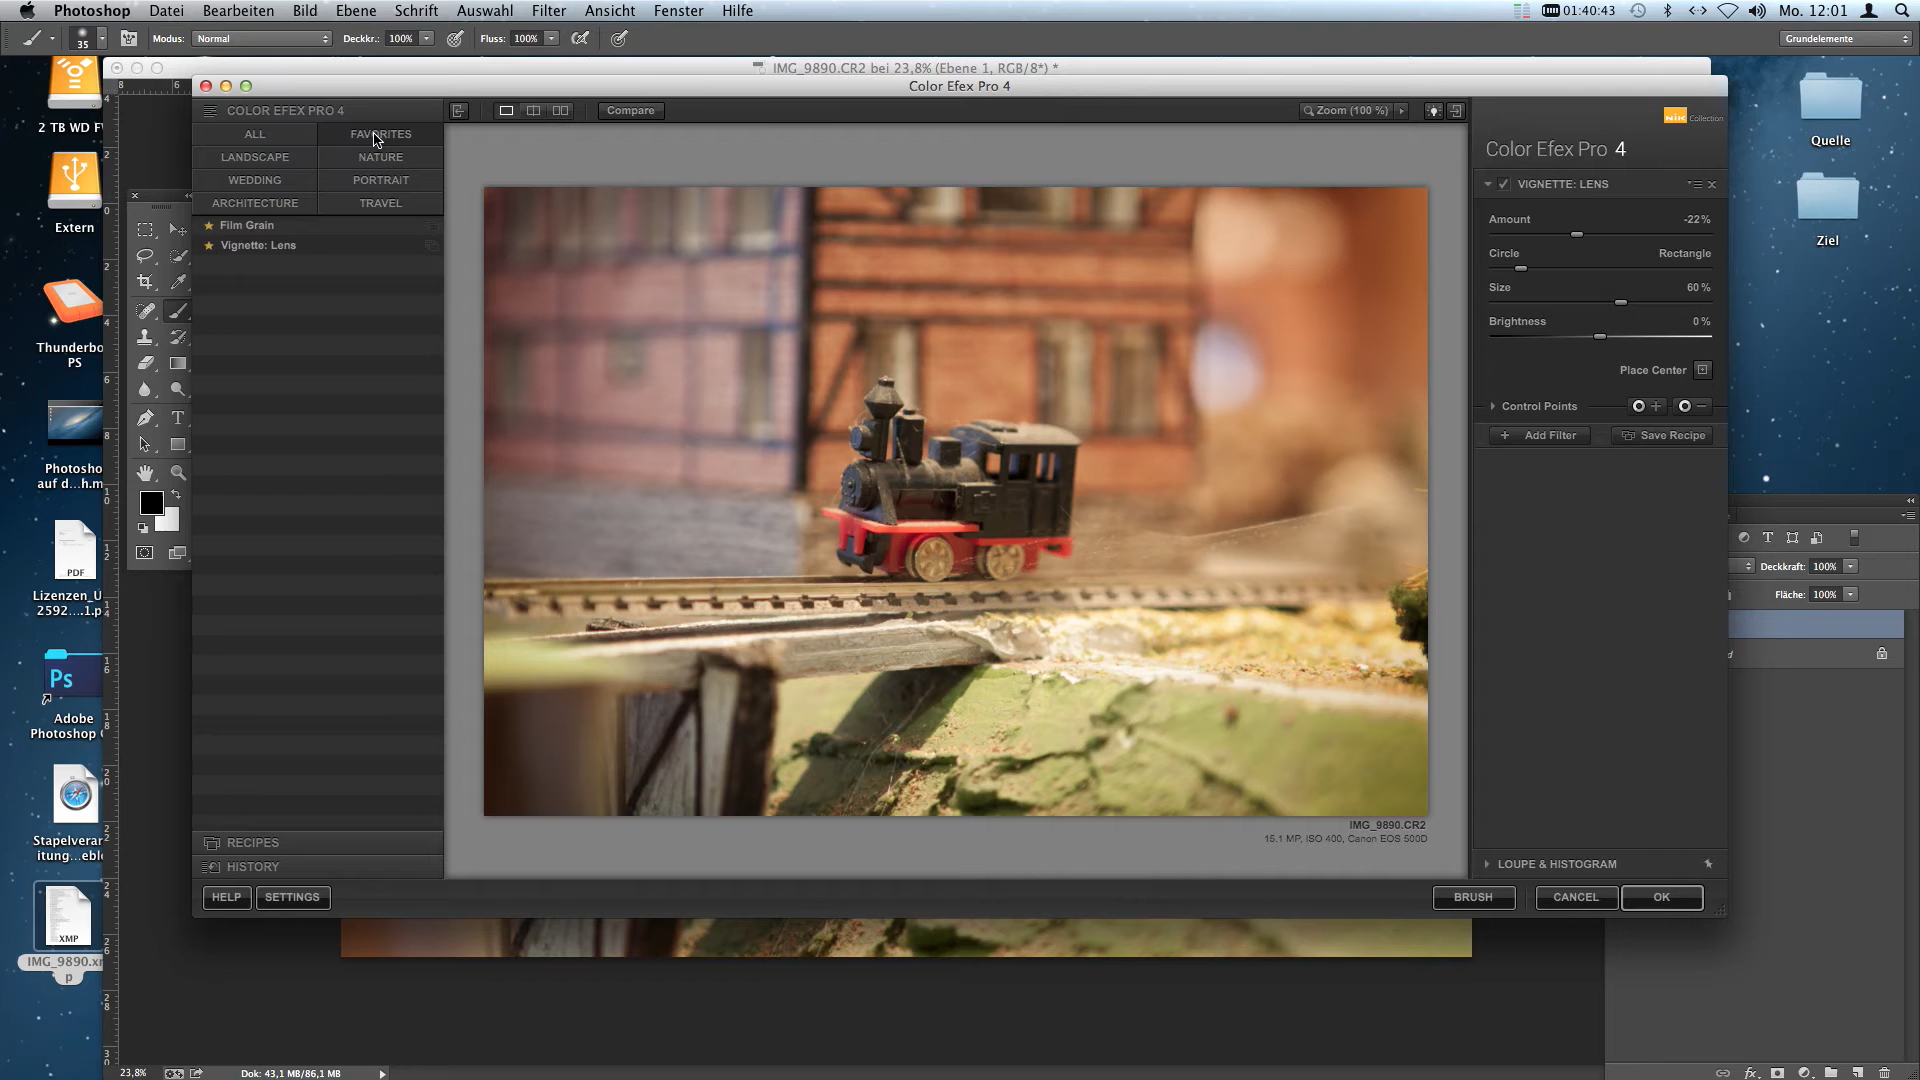 Photoshop Datei Bearbeiten Bild Ebene Schrift Auswahl Filter Ansicht Fenster Hilfe 01:40:43 Mo. 12:01
35 Modus: Normal Deckkr.: 100% Fluss: 100% Grundelemente
IMG_9890.CR2 bei 23,8% (Ebene 1, RGB/8*) *
Color Efex Pro 4
COLOR EFEX PRO 4 Compare Zoom (100 %)
ALL FAVORITES
LANDSCAPE NATURE
WEDDING PORTRAIT
ARCHITECTURE TRAVEL
Film Grain
Vignette: Lens
RECIPES
HISTORY
HELP SETTINGS
IMG_9890.CR2
15.1 MP, ISO 400, Canon EOS 500D
Nik Collection
Color Efex Pro 4
VIGNETTE: LENS
Amount -22%
Circle Rectangle
Size 60%
Brightness 0%
Place Center
Control Points
Add Filter Save Recipe
LOUPE & HISTOGRAM
BRUSH CANCEL OK
2 TB WD FW
Extern
Thunderbo
PS
Photosho
auf d...h.m
PDF
Lizenzen_U
2592....1.p
Ps
Adobe
Photoshop C
Stapelverar
itung...eblo
XMP
IMG_9890.xm
p
Quelle
Ziel
Deckkraft: 100%
Fläche: 100%
23,8% Dok: 43,1 MB/86,1 MB